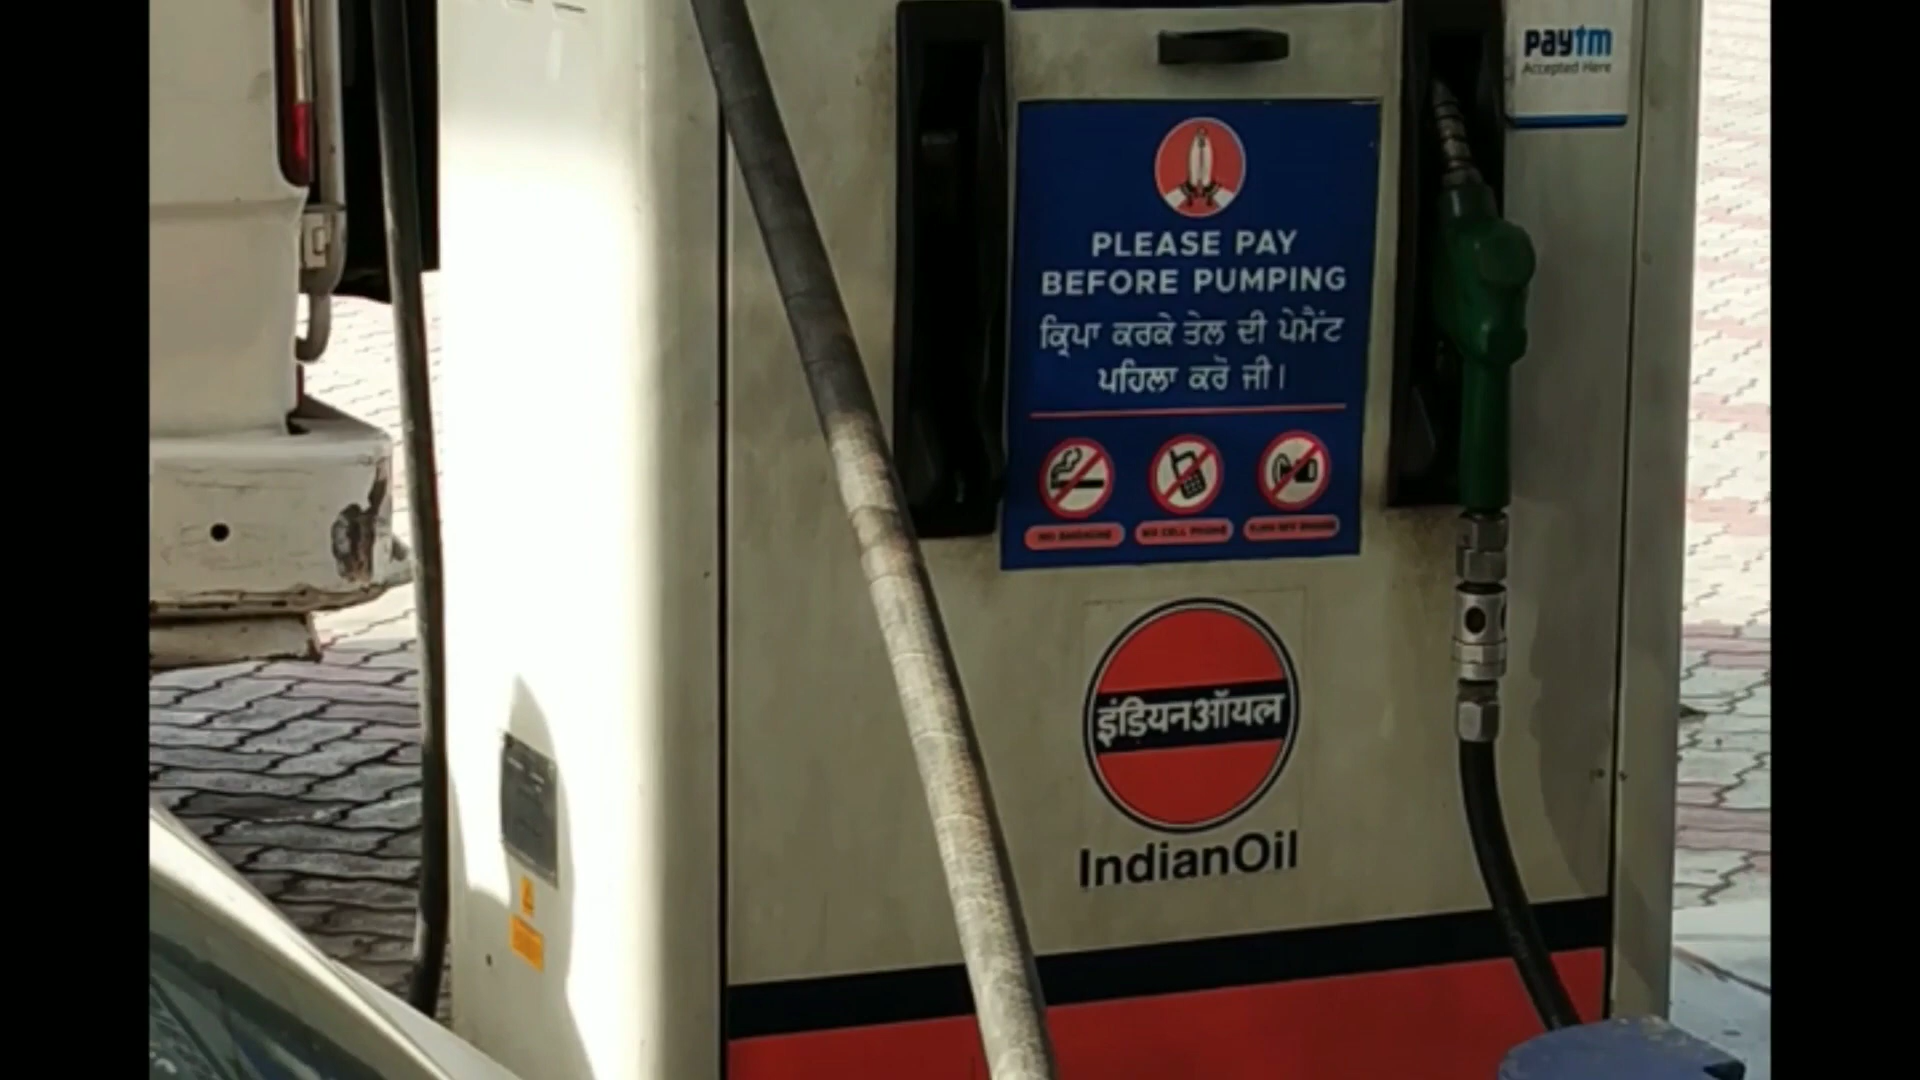 paytm
Accepted Here
PLEASE PAY
BEFORE PUMPING
ਕ੍ਰਿਪਾ ਕਰਕੇ ਤੇਲ ਦੀ ਪੇਮੈਂਟ
ਪਹਿਲਾ ਕਰੋ ਜੀ।
NO SMOKING NO CELL PHONE
इंडियनऑयल
IndianOil